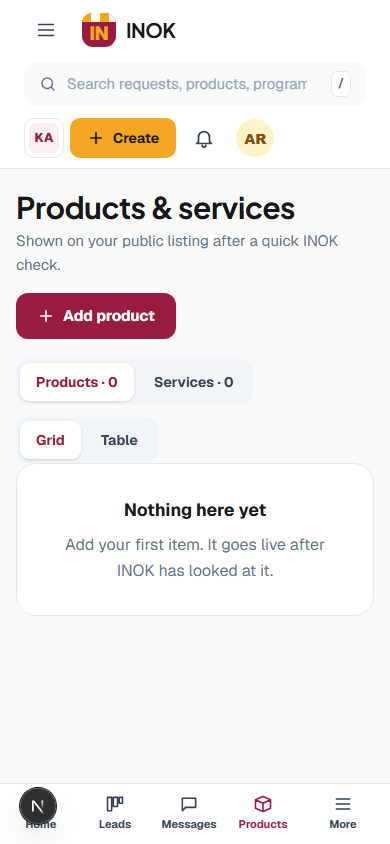 IN INOK
Search requests, products, program /
KA + Create AR
Products & services
Shown on your public listing after a quick INOK
check.
+ Add product
Products · 0 Services · 0
Grid Table
Nothing here yet
Add your first item. It goes live after
INOK has looked at it.
N
Home Leads Messages Products More